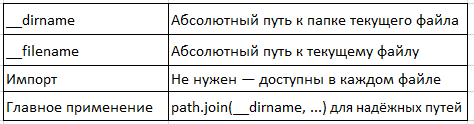 __dirname Абсолютный путь к папке текущего файла
__filename Абсолютный путь к текущему файлу
Импорт Не нужен — доступны в каждом файле
Главное применение path.join(__dirname, ...) для надёжных путей